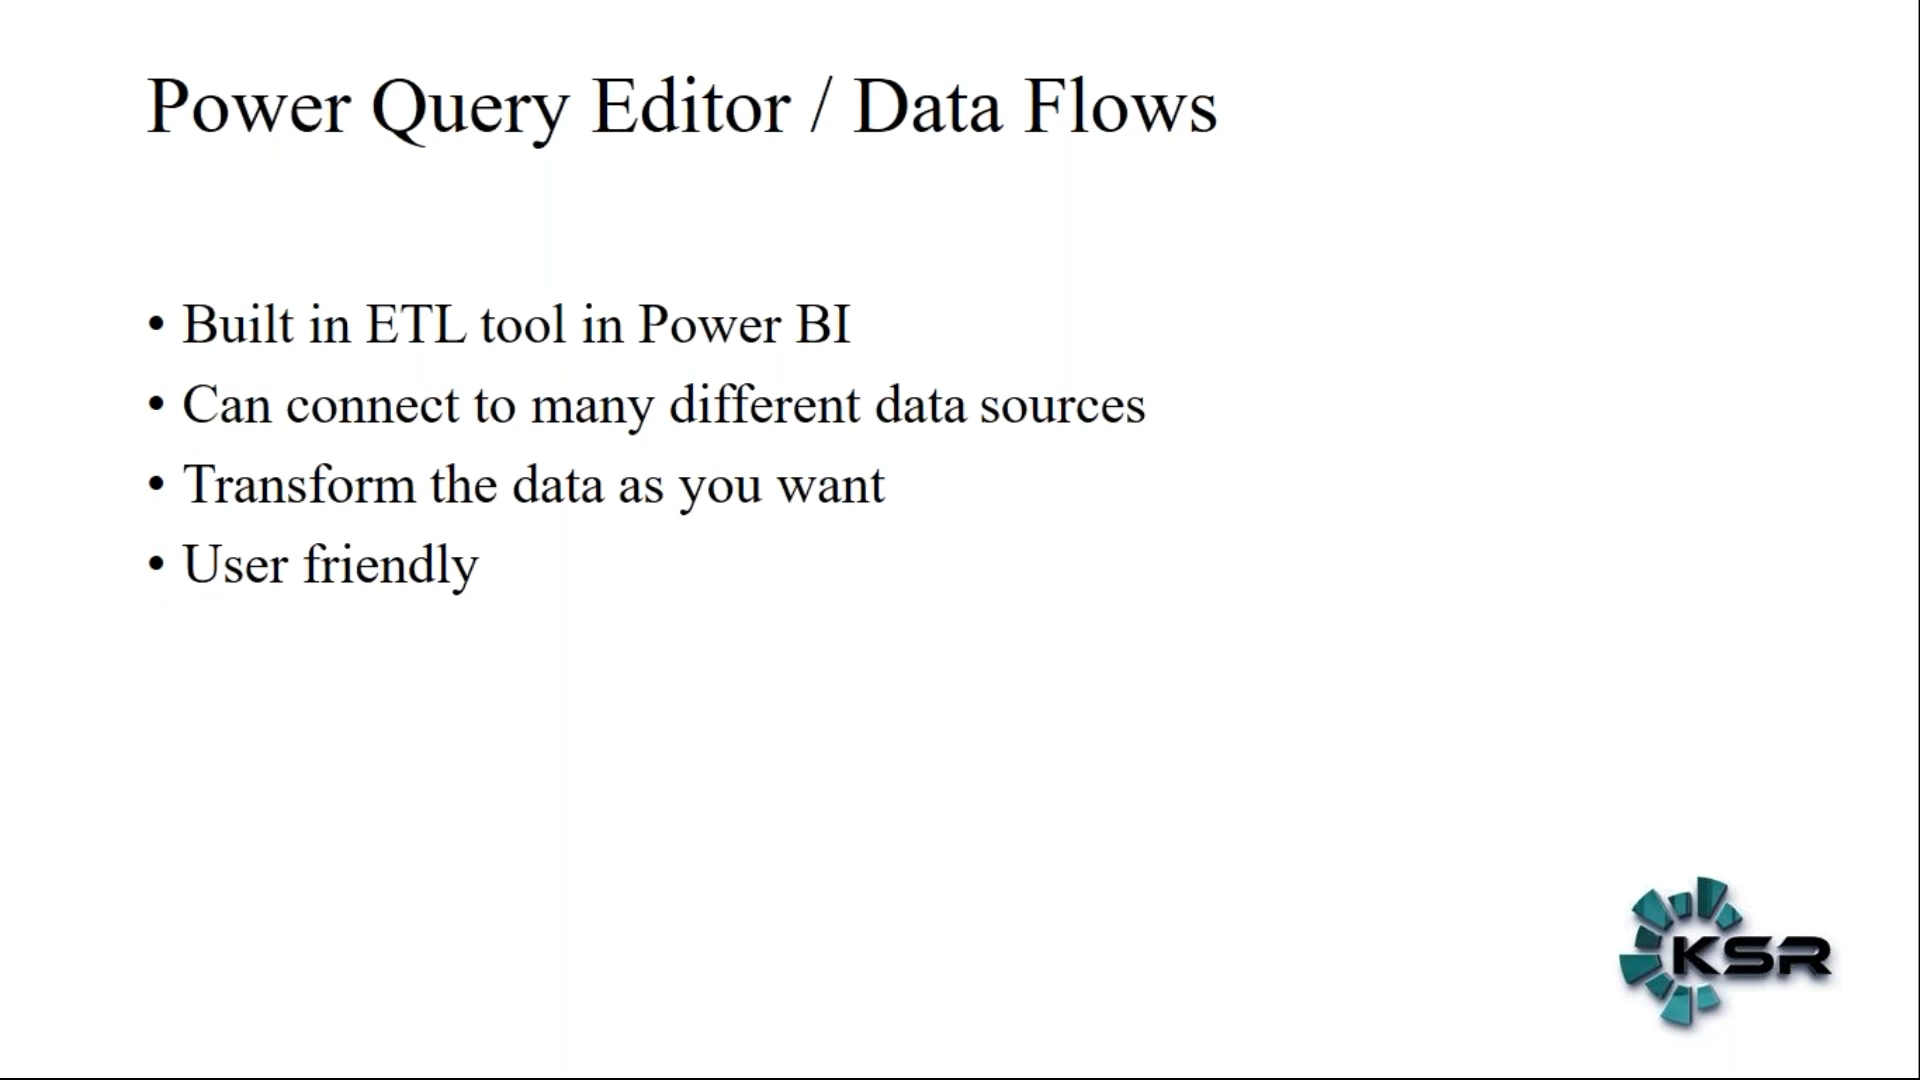 Power Query Editor / Data Flows
• Built in ETL tool in Power BI
• Can connect to many different data sources
• Transform the data as you want
• User friendly
KSR